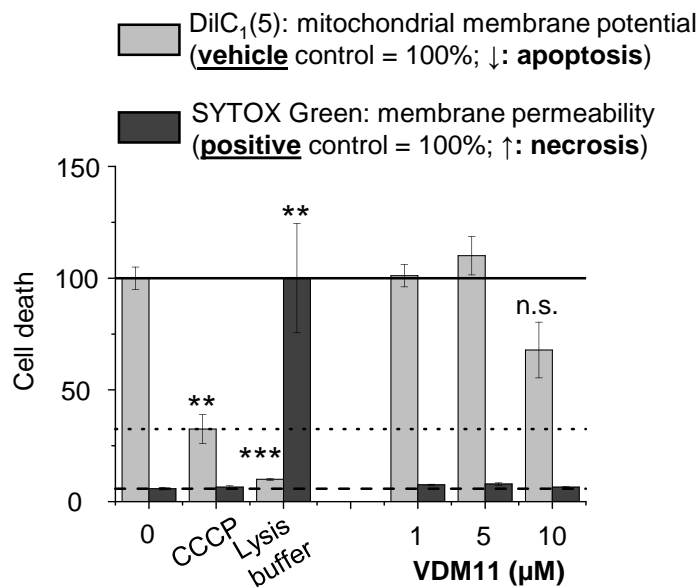 DilC₁(5): mitochondrial membrane potential
(vehicle control = 100%; ↓: apoptosis)
SYTOX Green: membrane permeability
(positive control = 100%; ↑: necrosis)
150
100
50
0
Cell death
**
***
**
n.s.
0
CCCP
Lysis
buffer
1
5
10
VDM11 (µM)